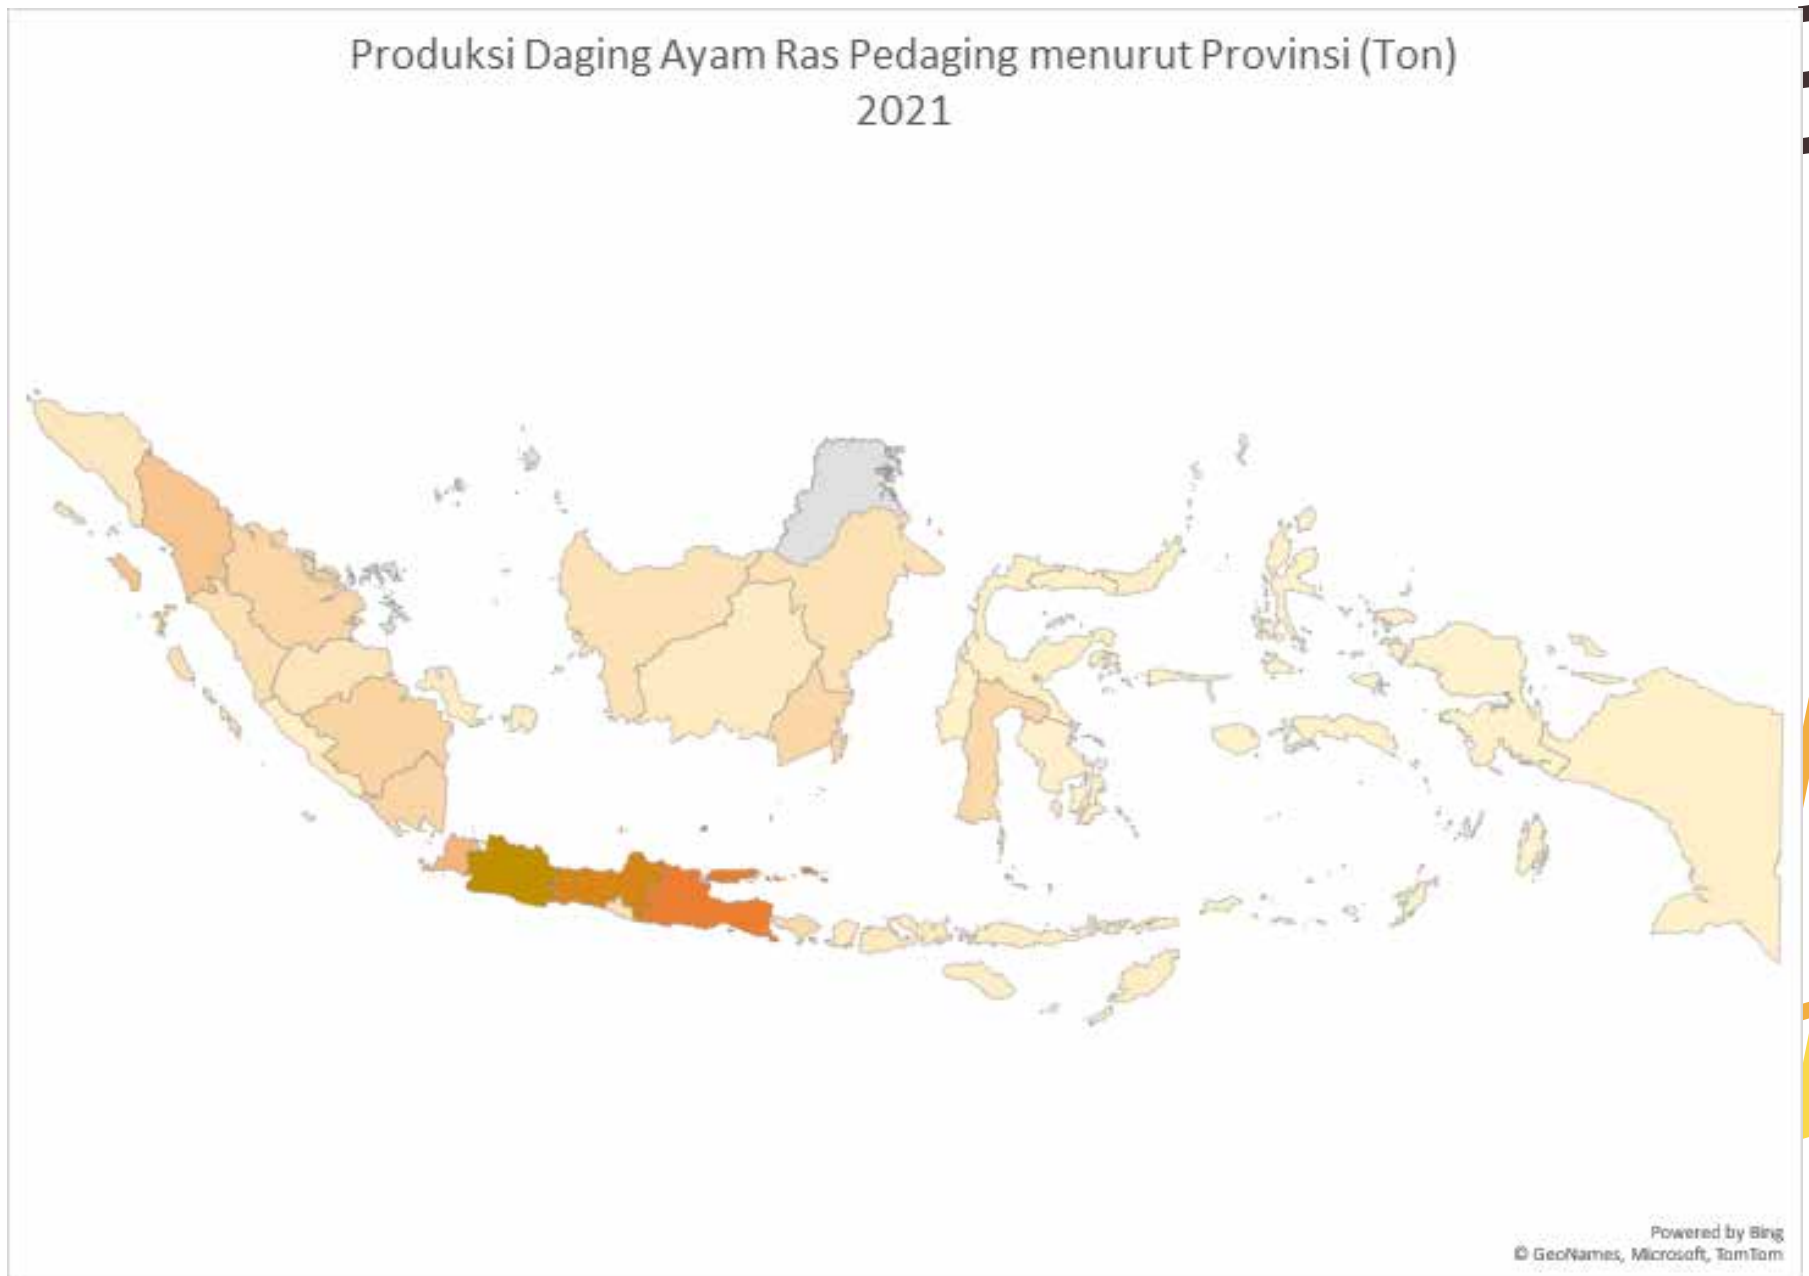 Produksi Daging Ayam Ras Pedaging menurut Provinsi (Ton)
2021
Powered by Bing
© GeoNames, Microsoft, TomTom